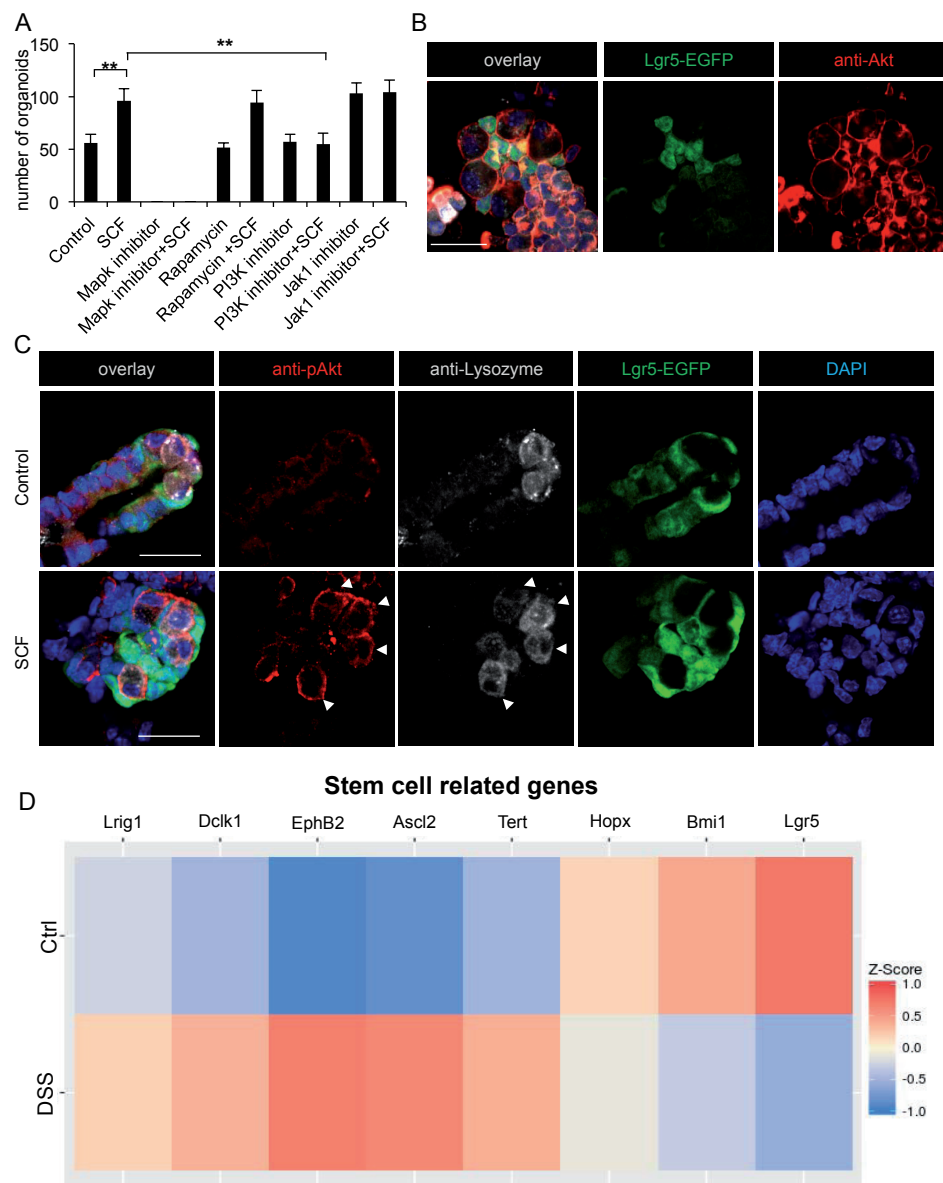 A
150
100
50
0
number of organoids
**
**
Control
SCF
Mapk inhibitor
Mapk inhibitor+SCF
Rapamycin
Rapamycin +SCF
PI3K inhibitor
PI3K inhibitor+SCF
Jak1 inhibitor
Jak1 inhibitor+SCF
B
overlay Lgr5-EGFP anti-Akt
C
overlay anti-pAkt anti-Lysozyme Lgr5-EGFP DAPI
Control
SCF
D
Stem cell related genes
Lrig1 Dclk1 EphB2 Ascl2 Tert Hopx Bmi1 Lgr5
Ctrl
DSS
Z-Score
1.0
0.5
0.0
-0.5
-1.0